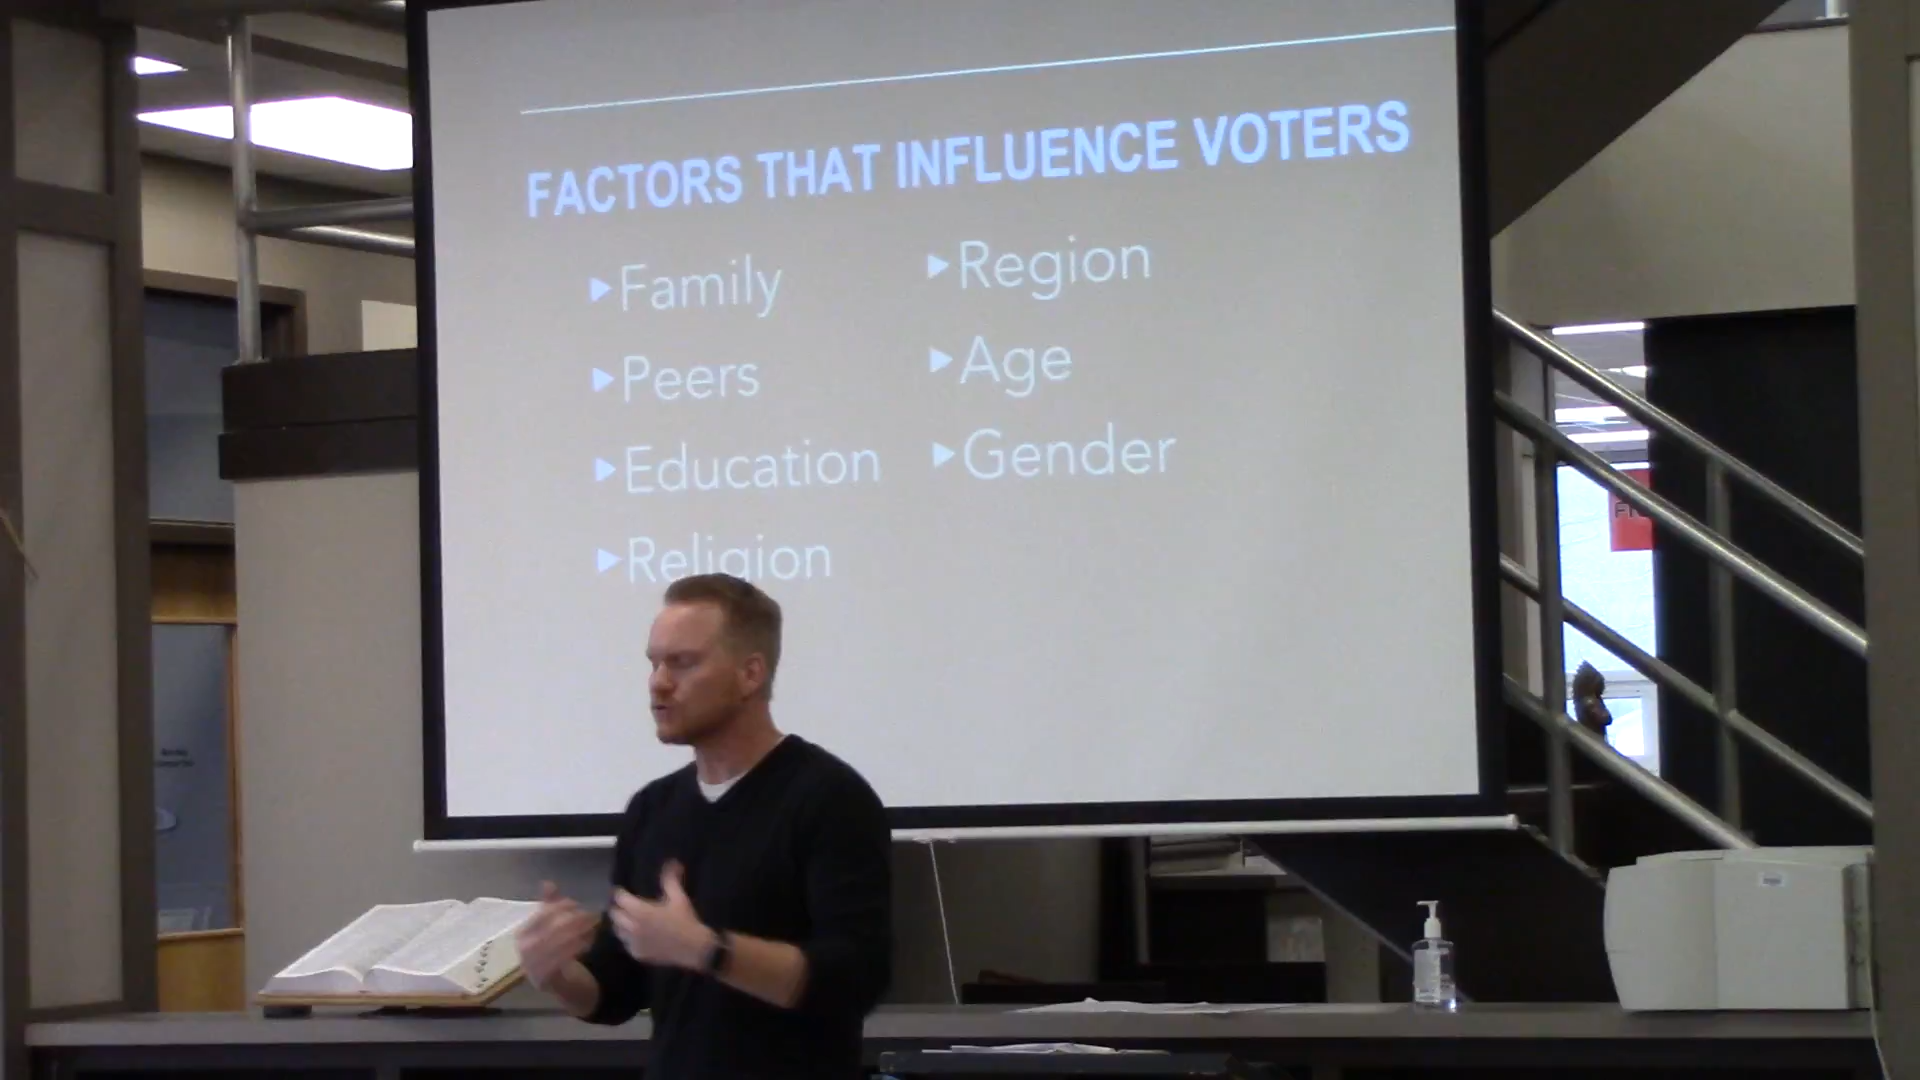 FACTORS THAT INFLUENCE VOTERS
Family
Peers
Education
Religion
Region
Age
Gender